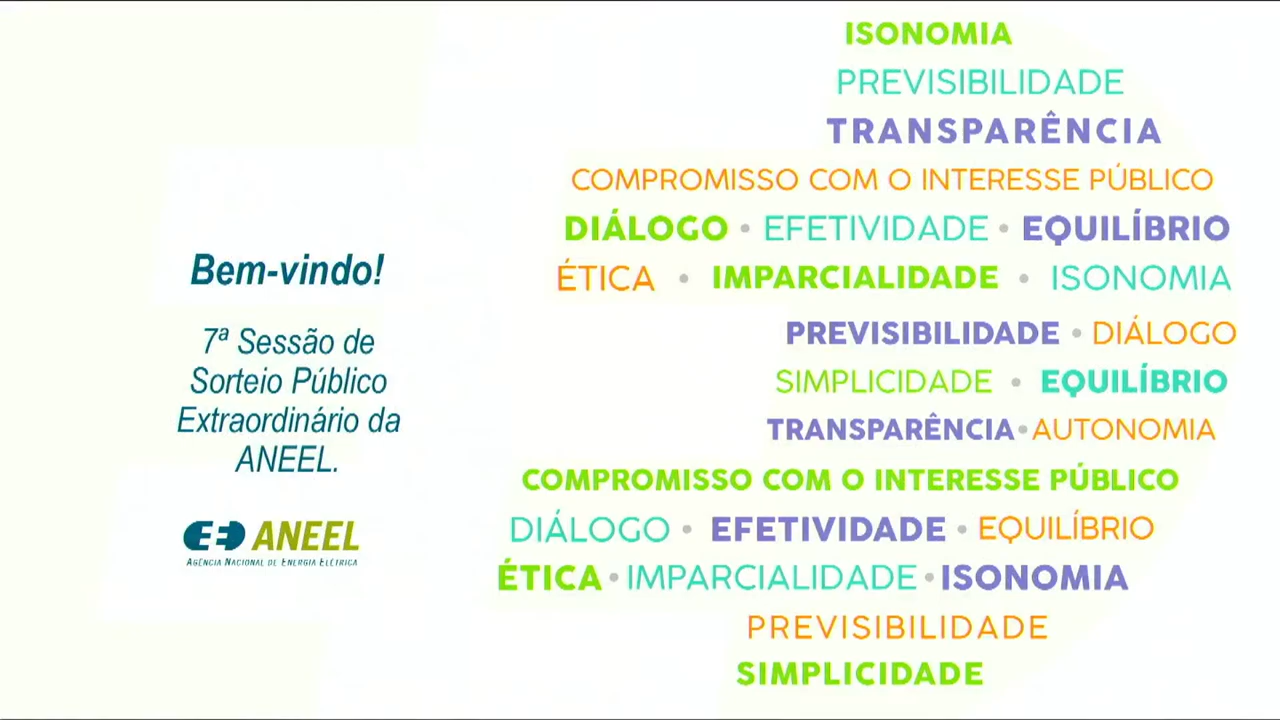 Bem-vindo!
7ª Sessão de
Sorteio Público
Extraordinário da
ANEEL.
ANEEL
AGÊNCIA NACIONAL DE ENERGIA ELÉTRICA
ISONOMIA
PREVISIBILIDADE
TRANSPARÊNCIA
COMPROMISSO COM O INTERESSE PÚBLICO
DIÁLOGO • EFETIVIDADE • EQUILÍBRIO
ÉTICA • IMPARCIALIDADE • ISONOMIA
PREVISIBILIDADE • DIÁLOGO
SIMPLICIDADE • EQUILÍBRIO
TRANSPARÊNCIA • AUTONOMIA
COMPROMISSO COM O INTERESSE PÚBLICO
DIÁLOGO • EFETIVIDADE • EQUILÍBRIO
ÉTICA • IMPARCIALIDADE • ISONOMIA
PREVISIBILIDADE
SIMPLICIDADE